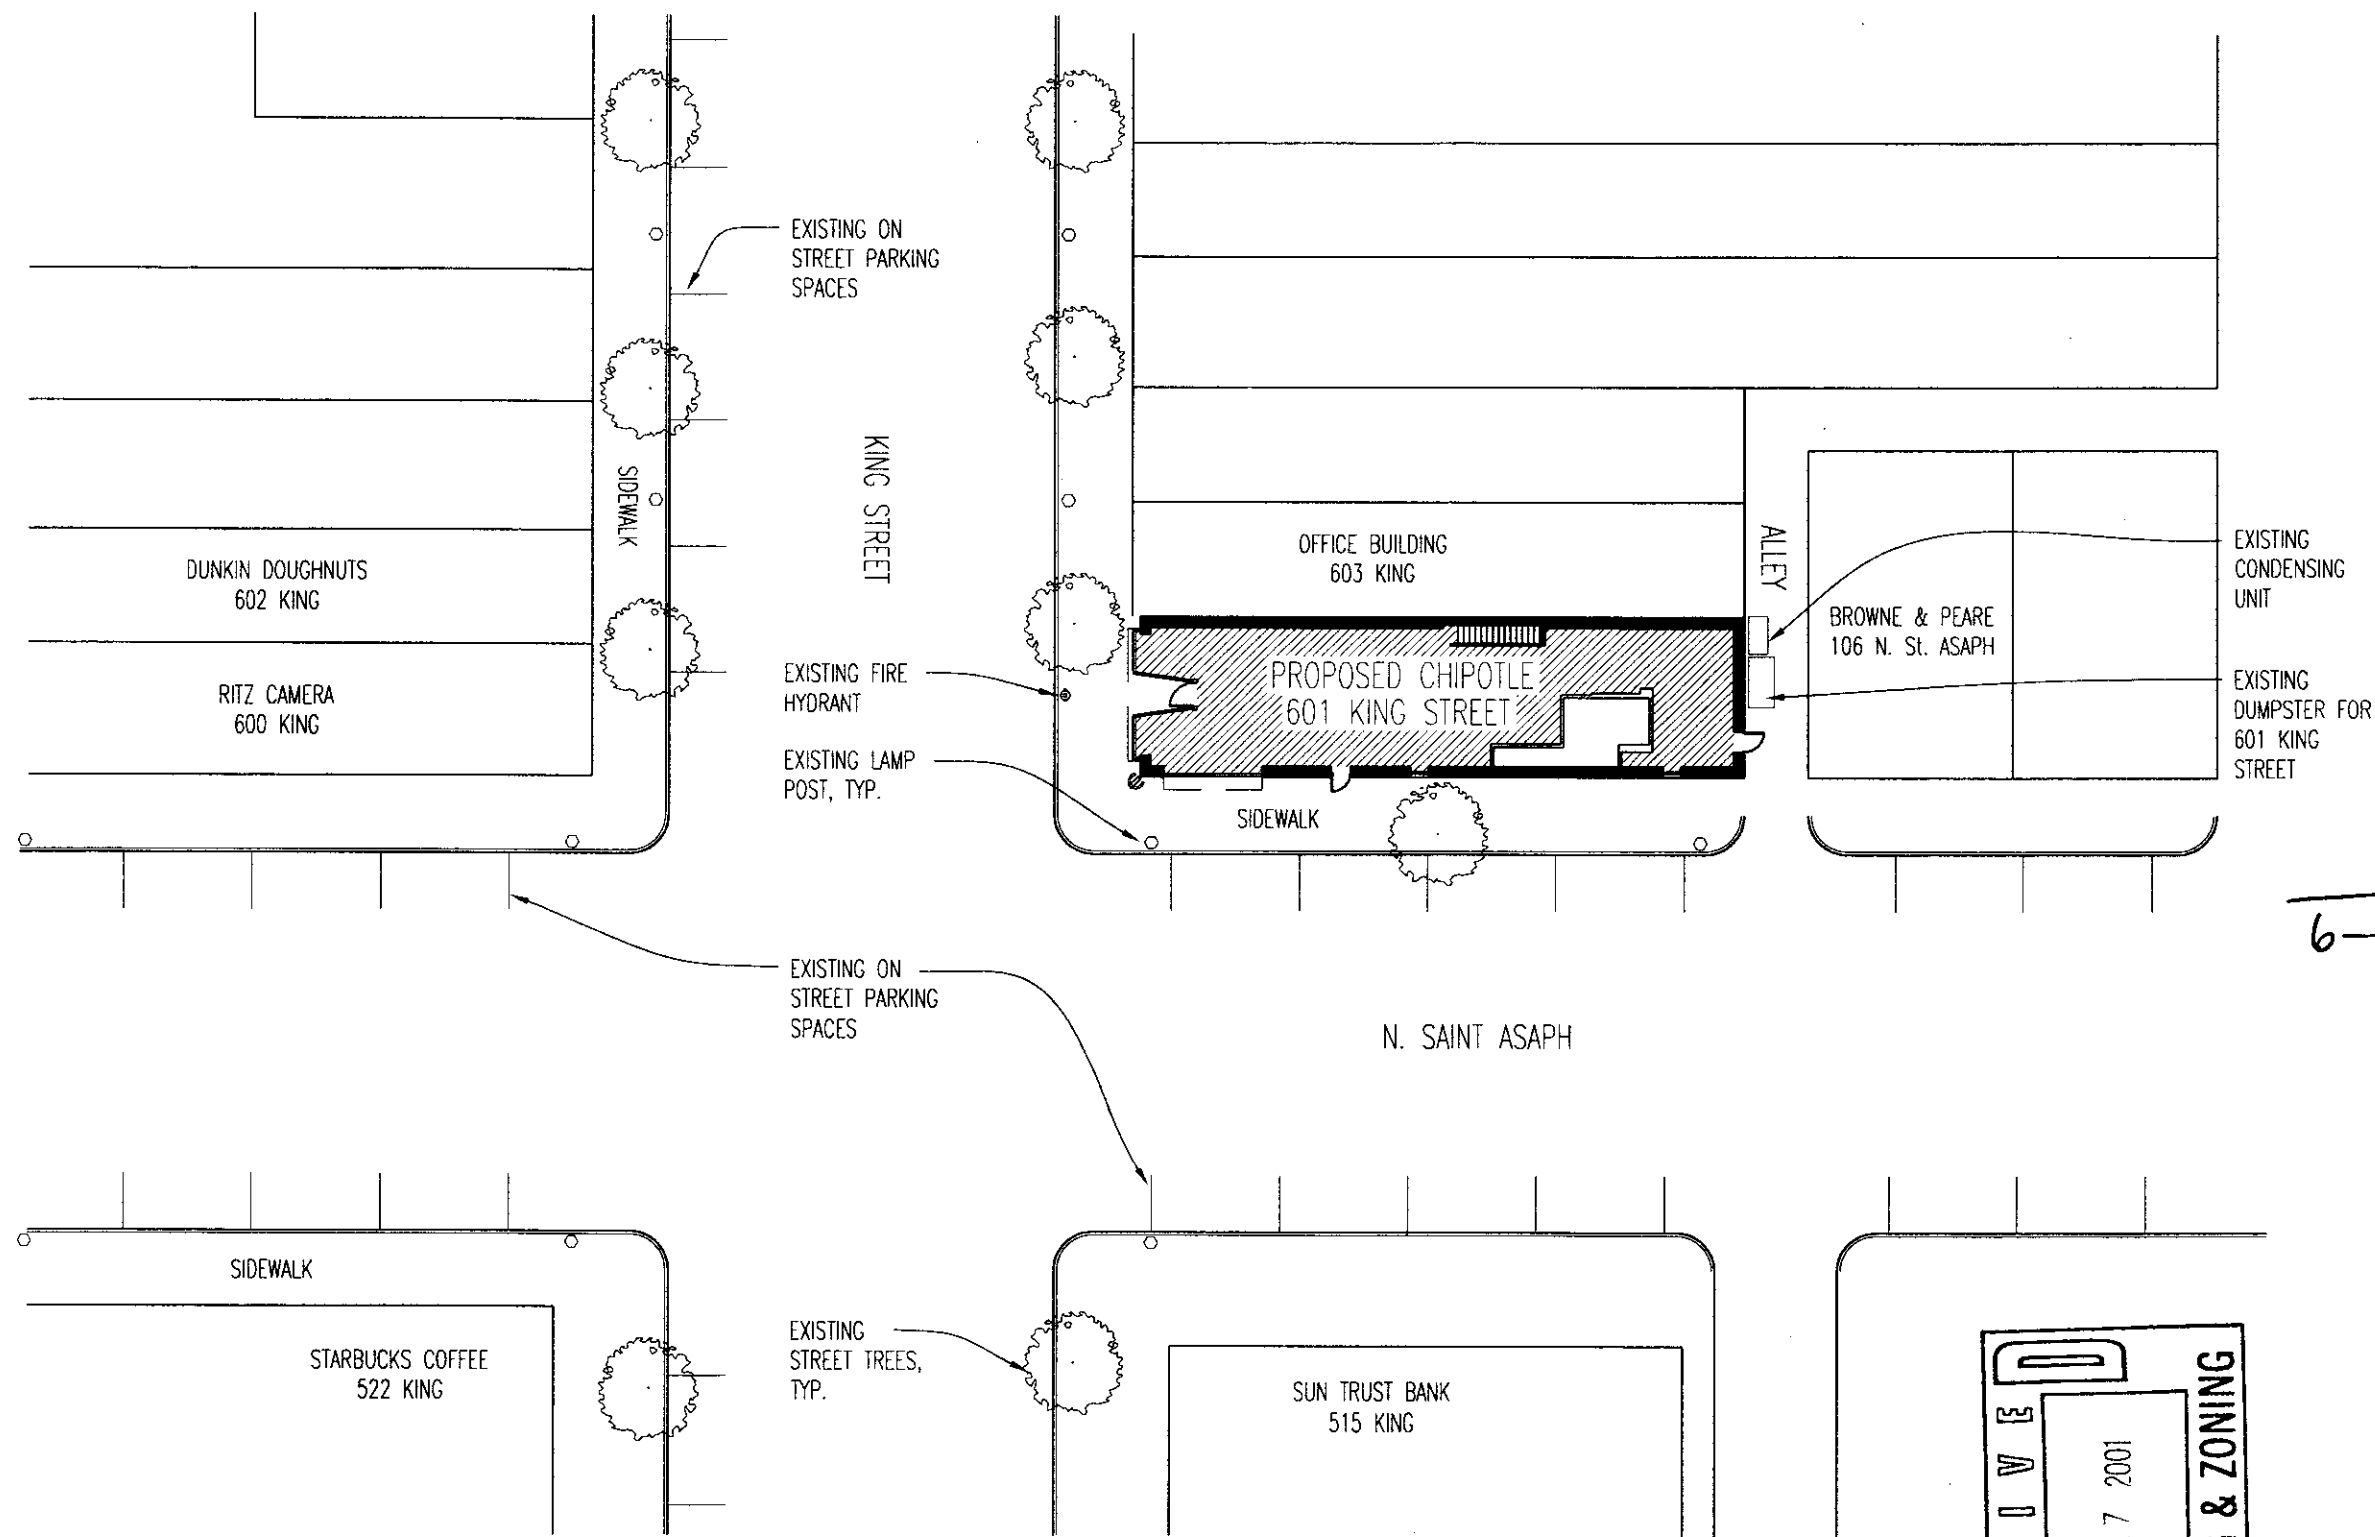 EXISTING ON
STREET PARKING
SPACES
KING STREET
SIDEWALK
DUNKIN DOUGHNUTS
602 KING
RITZ CAMERA
600 KING
EXISTING FIRE
HYDRANT
EXISTING LAMP
POST, TYP.
OFFICE BUILDING
603 KING
PROPOSED CHIPOTLE
601 KING STREET
SIDEWALK
ALLEY
BROWNE & PEARE
106 N. St. ASAPH
EXISTING
CONDENSING
UNIT
EXISTING
DUMPSTER FOR
601 KING
STREET
6-
EXISTING ON
STREET PARKING
SPACES
N. SAINT ASAPH
SIDEWALK
STARBUCKS COFFEE
522 KING
EXISTING
STREET TREES,
TYP.
SUN TRUST BANK
515 KING
IVED
7 2001
& ZONING